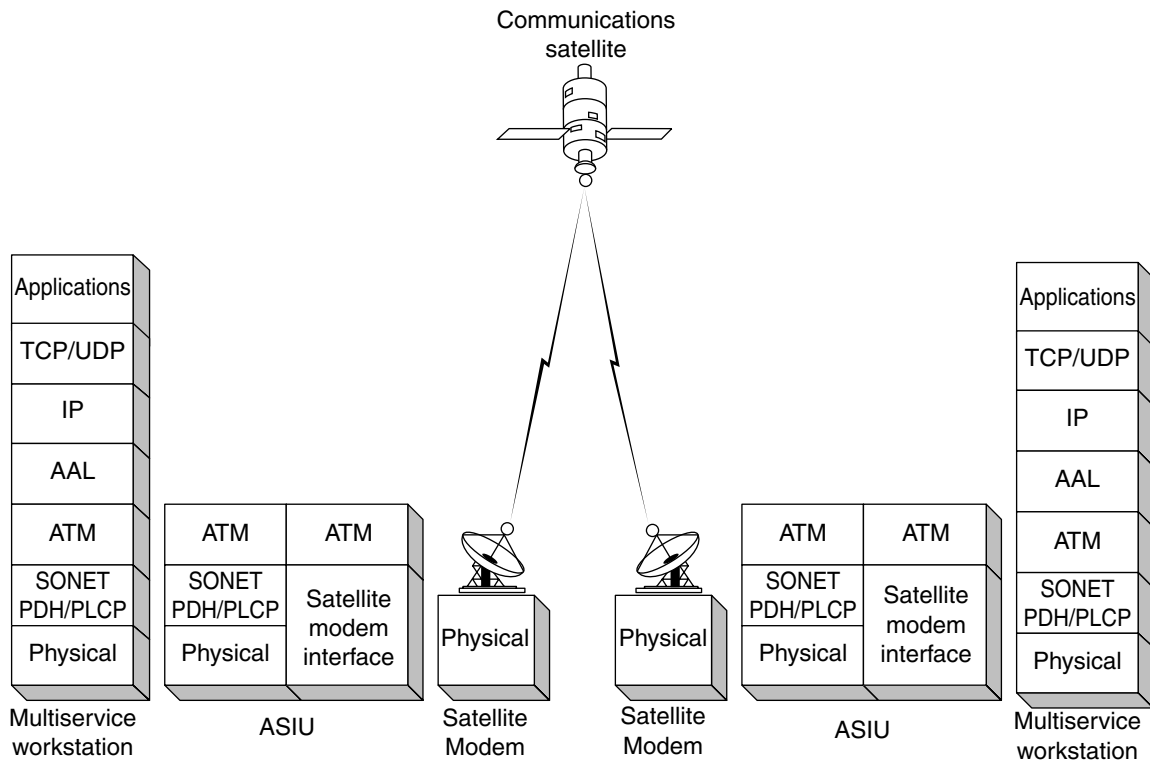 Communications
satellite
Applications
TCP/UDP
IP
AAL
ATM
SONET
PDH/PLCP
Physical
Multiservice
workstation
ATM
ATM
SONET
PDH/PLCP
Physical
Satellite
modem
interface
ASIU
Physical
Satellite
Modem
Physical
Satellite
Modem
ATM
ATM
SONET
PDH/PLCP
Physical
Satellite
modem
interface
ASIU
Applications
TCP/UDP
IP
AAL
ATM
SONET
PDH/PLCP
Physical
Multiservice
workstation